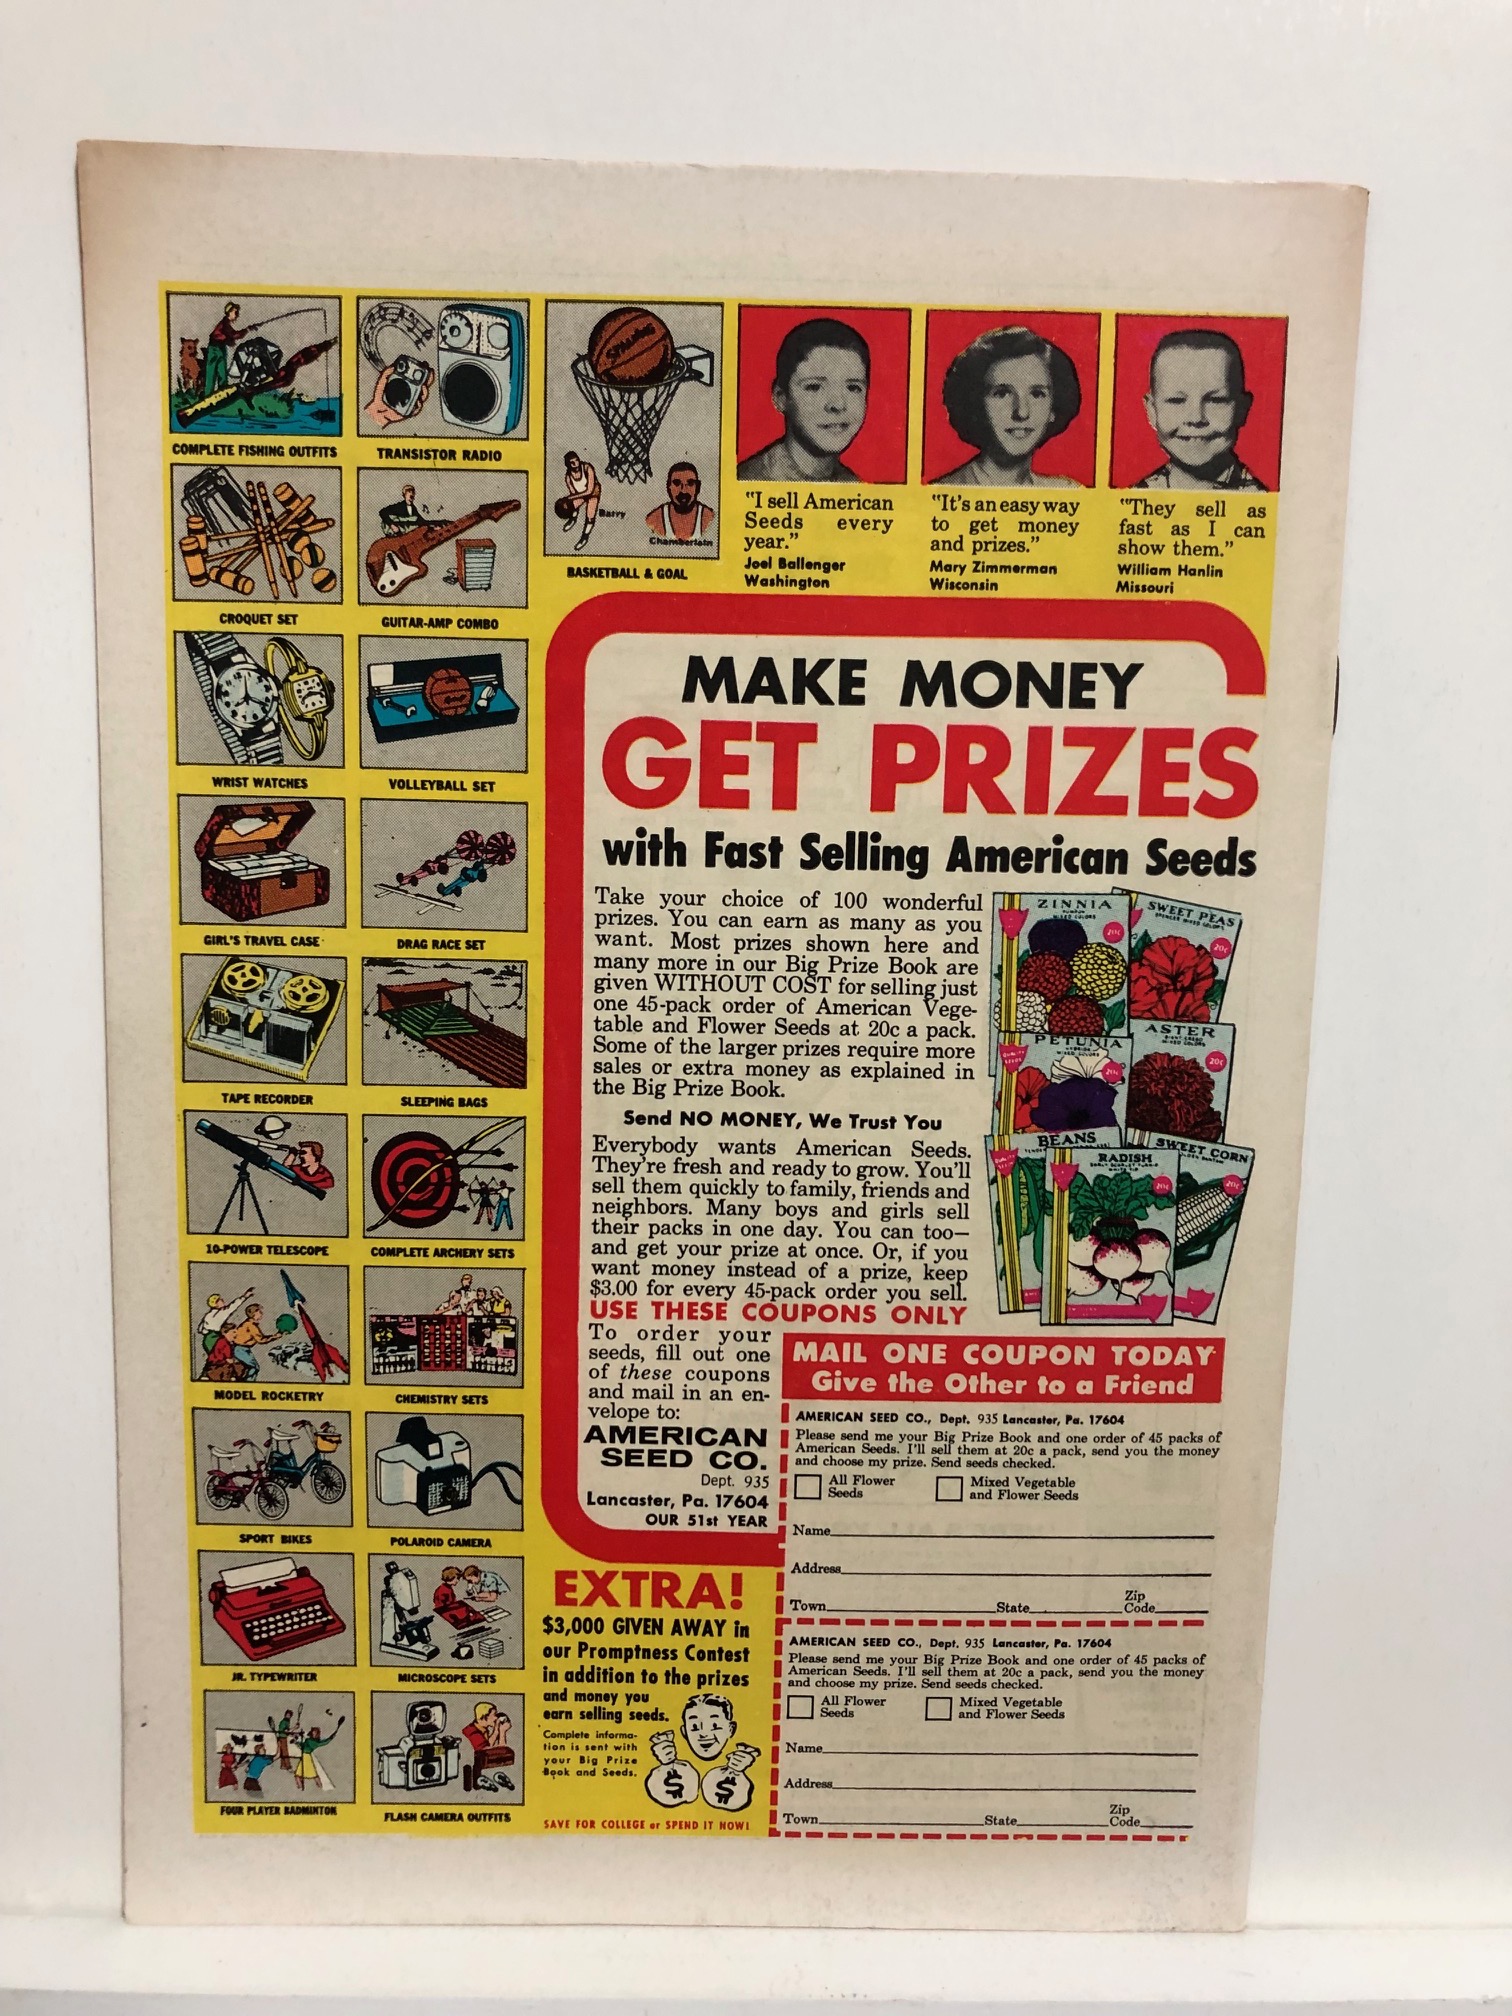 COMPLETE FISHING OUTFITS
TRANSISTOR RADIO
CROQUET SET
GUITAR-AMP COMBO
WRIST WATCHES
VOLLEYBALL SET
GIRL'S TRAVEL CASE
DRAG RACE SET
TAPE RECORDER
SLEEPING BAGS
10-POWER TELESCOPE
COMPLETE ARCHERY SETS
MODEL ROCKETRY
CHEMISTRY SETS
SPORT BIKES
POLAROID CAMERA
JR. TYPEWRITER
MICROSCOPE SETS
FOUR PLAYER BADMINTON
FLASH CAMERA OUTFITS
SPALDING
Barry
Chamberlain
BASKETBALL & GOAL
"I sell American
Seeds every
year."
Joel Ballenger
Washington
"It's an easy way
to get money
and prizes."
Mary Zimmerman
Wisconsin
"They sell as
fast as I can
show them."
William Hanlin
Missouri
MAKE MONEY
GET PRIZES
with Fast Selling American Seeds
Take your choice of 100 wonderful
prizes. You can earn as many as you
want. Most prizes shown here and
many more in our Big Prize Book are
given WITHOUT COST for selling just
one 45-pack order of American Vege-
table and Flower Seeds at 20c a pack.
Some of the larger prizes require more
sales or extra money as explained in
the Big Prize Book.
Send NO MONEY, We Trust You
Everybody wants American Seeds.
They're fresh and ready to grow. You'll
sell them quickly to family, friends and
neighbors. Many boys and girls sell
their packs in one day. You can too—
and get your prize at once. Or, if you
want money instead of a prize, keep
$3.00 for every 45-pack order you sell.
USE THESE COUPONS ONLY
To order your
seeds, fill out one
of these coupons
and mail in an en-
velope to:
AMERICAN
SEED CO.
Dept. 935
Lancaster, Pa. 17604
OUR 51st YEAR
ZINNIA
MIXED COLORS
20c
SWEET PEAS
SPENCER MIXED COLORS
20c
PETUNIA
MIXED COLORS
QUALITY SEEDS
20c
ASTER
MIXED COLORS
20c
BEANS
QUALITY
RADISH
20c
SWEET CORN
20c
MAIL ONE COUPON TODAY
Give the Other to a Friend
AMERICAN SEED CO., Dept. 935 Lancaster, Pa. 17604
Please send me your Big Prize Book and one order of 45 packs of
American Seeds. I'll sell them at 20c a pack, send you the money
and choose my prize. Send seeds checked.
All Flower
Seeds
Mixed Vegetable
and Flower Seeds
Name
Address
Town State Zip Code
AMERICAN SEED CO., Dept. 935 Lancaster, Pa. 17604
Please send me your Big Prize Book and one order of 45 packs of
American Seeds. I'll sell them at 20c a pack, send you the money
and choose my prize. Send seeds checked.
All Flower
Seeds
Mixed Vegetable
and Flower Seeds
Name
Address
Town State Zip Code
EXTRA!
$3,000 GIVEN AWAY in
our Promptness Contest
in addition to the prizes
and money you
earn selling seeds.
Complete informa-
tion is sent with
your Big Prize
Book and Seeds.
$ $
SAVE FOR COLLEGE or SPEND IT NOW!